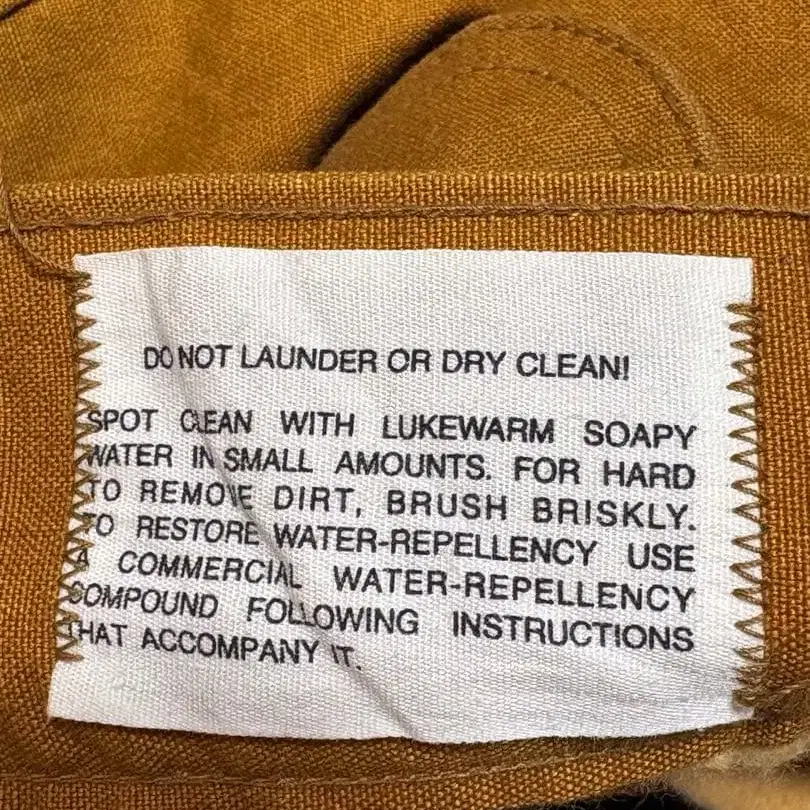 DO NOT LAUNDER OR DRY CLEAN!
SPOT CLEAN WITH LUKEWARM SOAPY
WATER IN SMALL AMOUNTS. FOR HARD
TO REMOVE DIRT, BRUSH BRISKLY.
TO RESTORE WATER-REPELLENCY USE
A COMMERCIAL WATER-REPELLENCY
COMPOUND FOLLOWING INSTRUCTIONS
THAT ACCOMPANY IT.